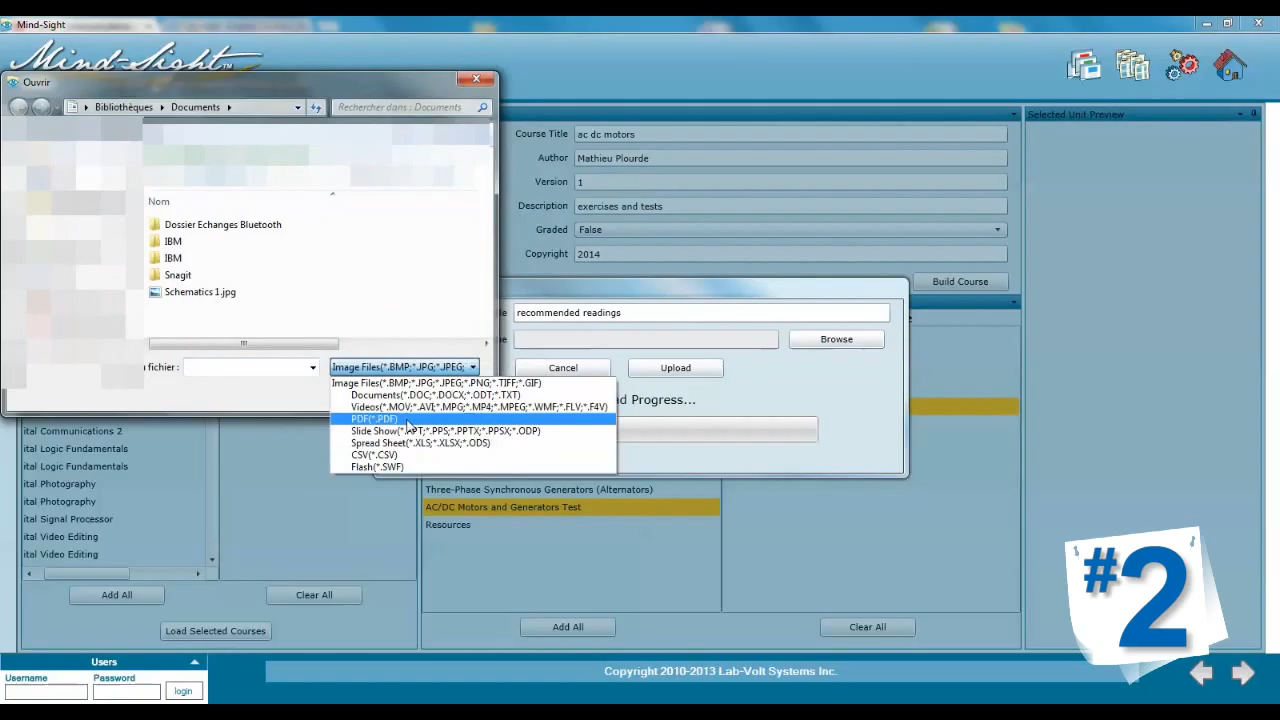 Mind-Sight
Mind-Sight™
Ouvrir
Bibliothèques Documents
Rechercher dans : Documents
Nom
Dossier Echanges Bluetooth
IBM
IBM
Snagit
Schematics 1.jpg
fichier :
Image Files(*.BMP;*.JPG;*.JPEG;
Image Files(*.BMP;*.JPG;*.JPEG;*.PNG;*.TIFF;*.GIF)
Documents(*.DOC;*.DOCX;*.ODT;*.TXT)
Videos(*.MOV;*.AVI;*.MPG;*.MP4;*.MPEG;*.WMF;*.FLV;*.F4V)
PDF(*.PDF)
Slide Show(*.PPT;*.PPS;*.PPTX;*.PPSX;*.ODP)
Spread Sheet(*.XLS;*.XLSX;*.ODS)
CSV(*.CSV)
Flash(*.SWF)
Course Title ac dc motors
Author Mathieu Plourde
Version 1
Description exercises and tests
Graded False
Copyright 2014
Build Course
Selected Unit Preview
recommended readings
Browse
Cancel Upload
Progress...
ital Communications 2
ital Logic Fundamentals
ital Logic Fundamentals
ital Photography
ital Photography
ital Signal Processor
ital Video Editing
ital Video Editing
Add All Clear All
Load Selected Courses
Three-Phase Synchronous Generators (Alternators)
AC/DC Motors and Generators Test
Resources
Add All Clear All
#2
Users
Username Password
login
Copyright 2010-2013 Lab-Volt Systems Inc.